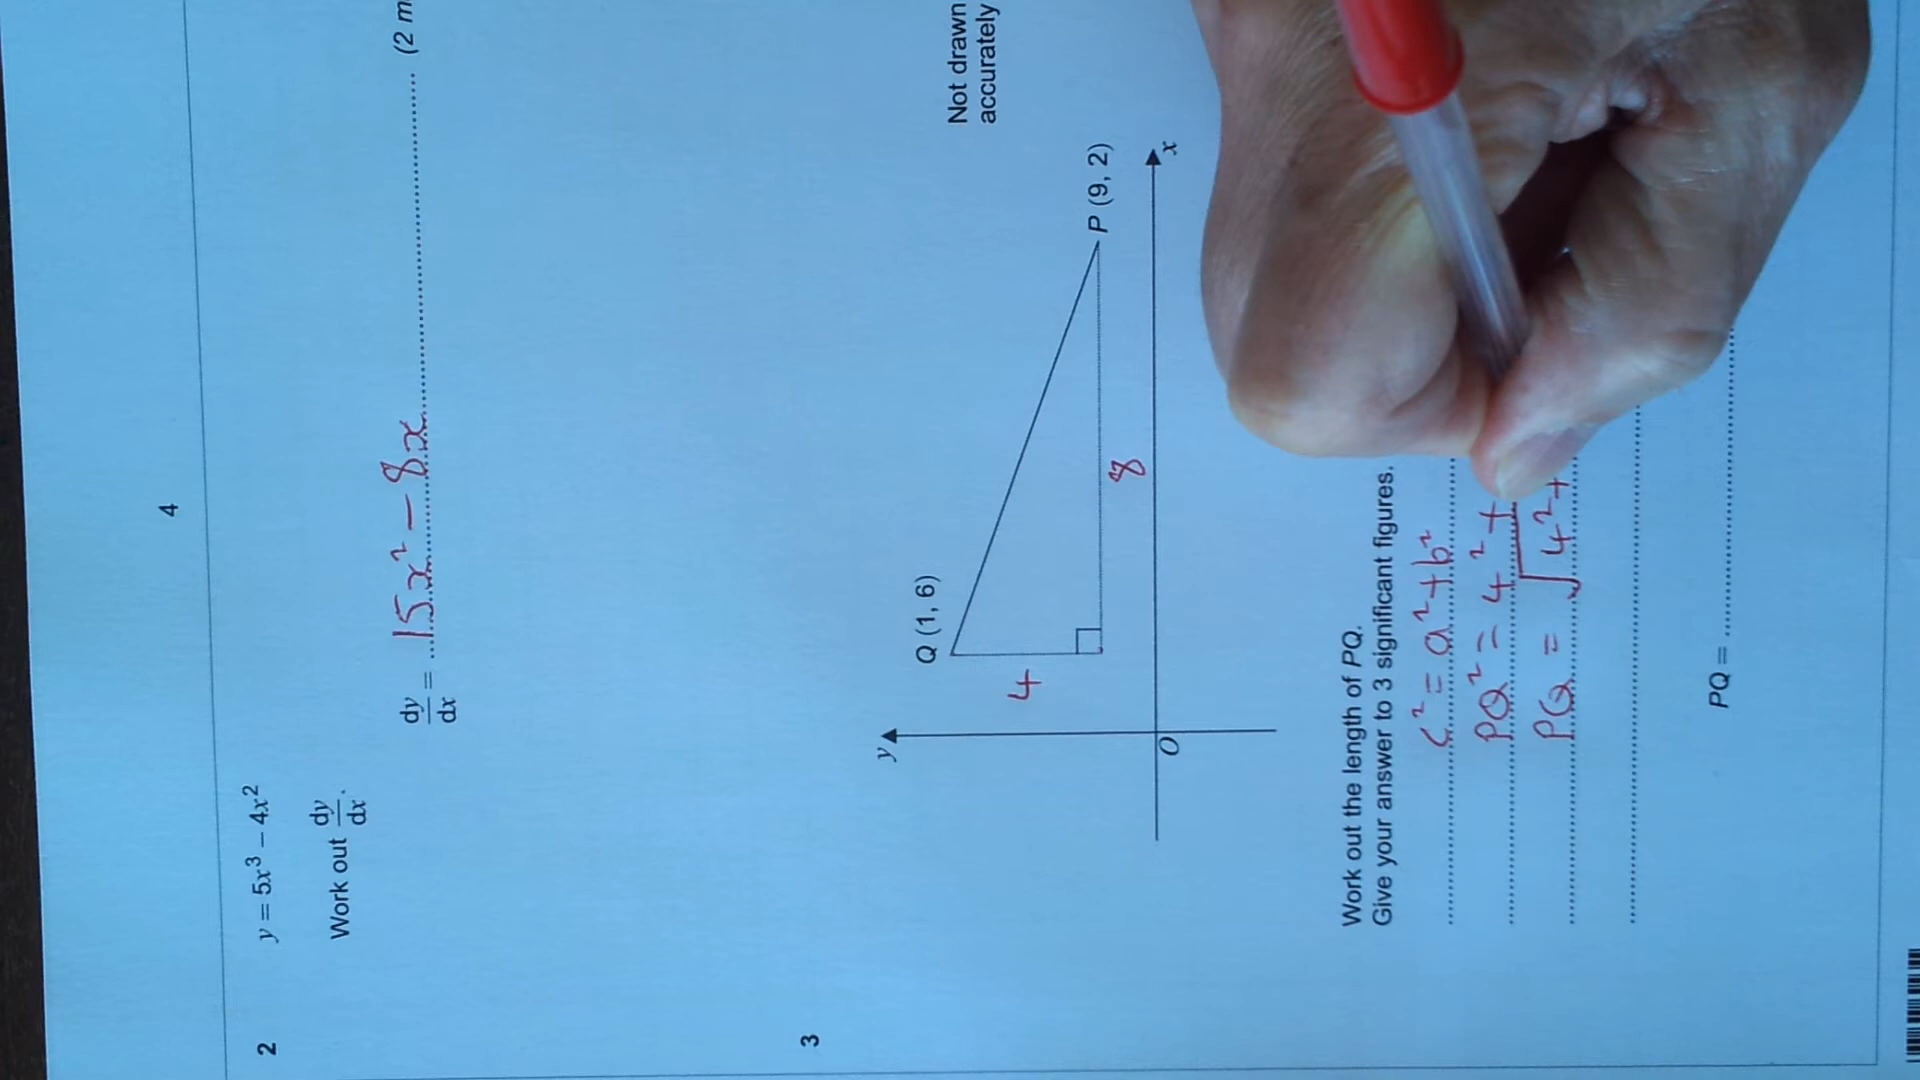 4
2 y = 5x³ – 4x²
Work out dy/dx.
dy/dx = 15x² – 8x (2 m
3
Not drawn
accurately
y
Q (1, 6)
4
P (9, 2)
8
O
x
Work out the length of PQ.
Give your answer to 3 significant figures.
c² = a² + b²
PQ² = 4² +
PQ = √4² +
PQ =